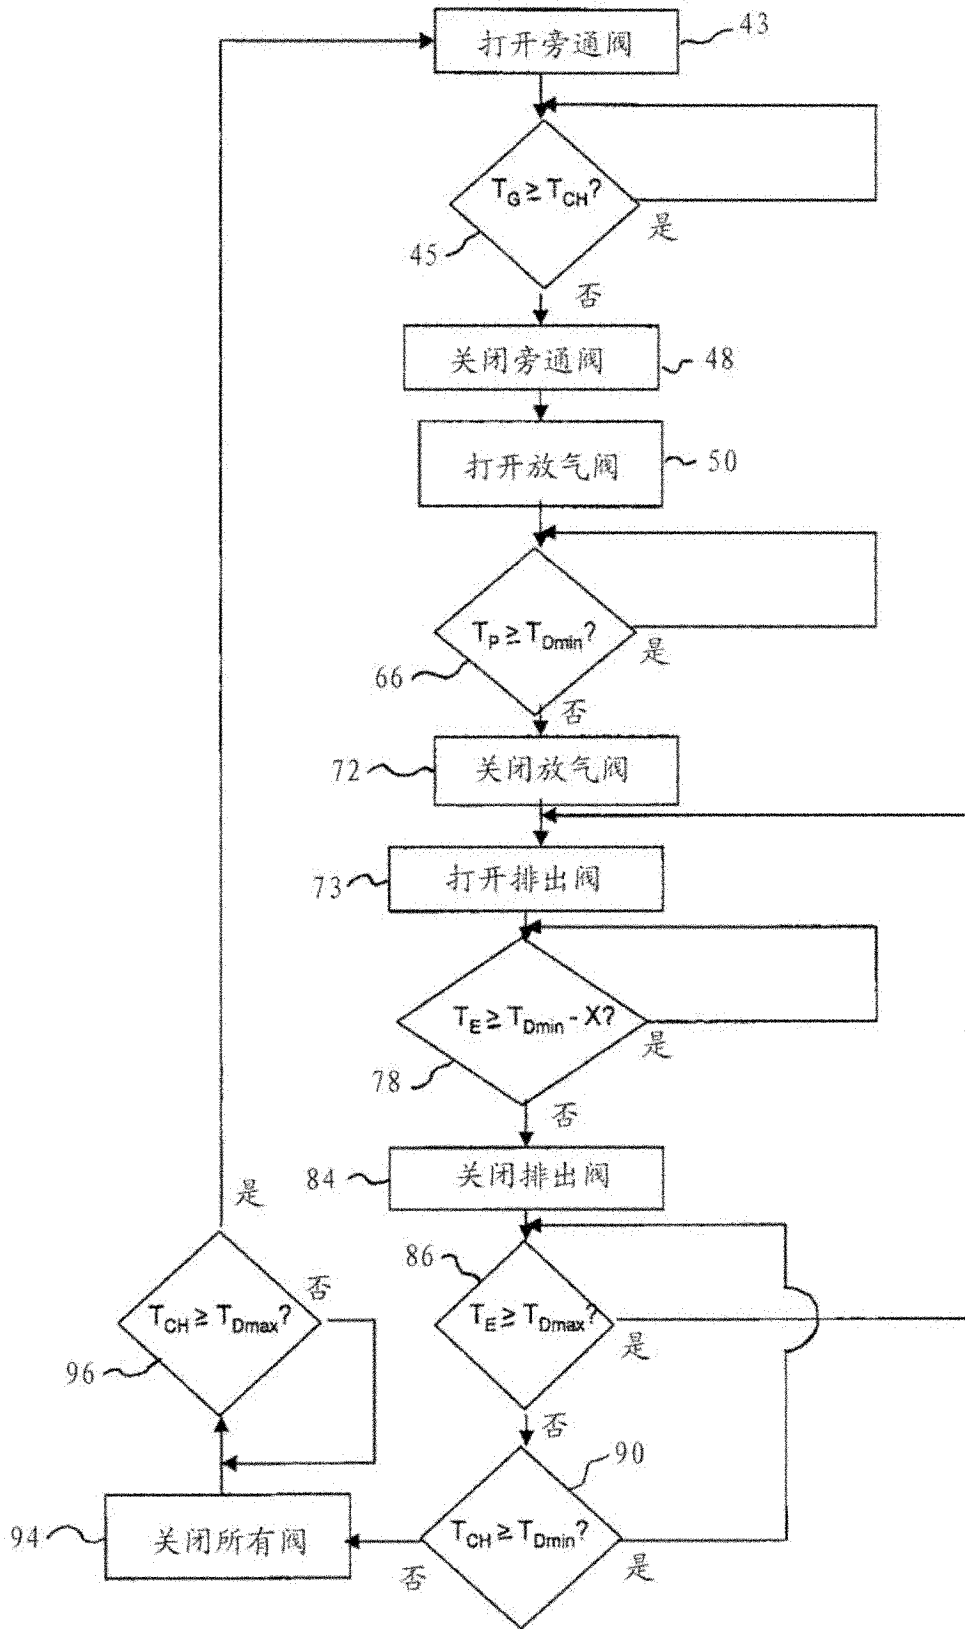 打开旁通阀
43
T_G ≥ T_CH?
45
是
否
关闭旁通阀
48
打开放气阀
50
T_P ≥ T_Dmin?
66
是
否
72
关闭放气阀
73
打开排出阀
T_E ≥ T_Dmin - X?
78
是
否
84
关闭排出阀
86
T_E ≥ T_Dmax?
是
否
90
T_CH ≥ T_Dmin?
是
否
94
关闭所有阀
96
T_CH ≥ T_Dmax?
否
是